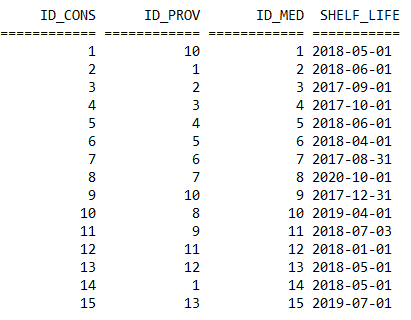 ID_CONS ID_PROV ID_MED SHELF_LIFE
============ ============ ============ ===========
1 10 1 2018-05-01
2 1 2 2018-06-01
3 2 3 2017-09-01
4 3 4 2017-10-01
5 4 5 2018-06-01
6 5 6 2018-04-01
7 6 7 2017-08-31
8 7 8 2020-10-01
9 10 9 2017-12-31
10 8 10 2019-04-01
11 9 11 2018-07-03
12 11 12 2018-01-01
13 12 13 2018-05-01
14 1 14 2018-05-01
15 13 15 2019-07-01